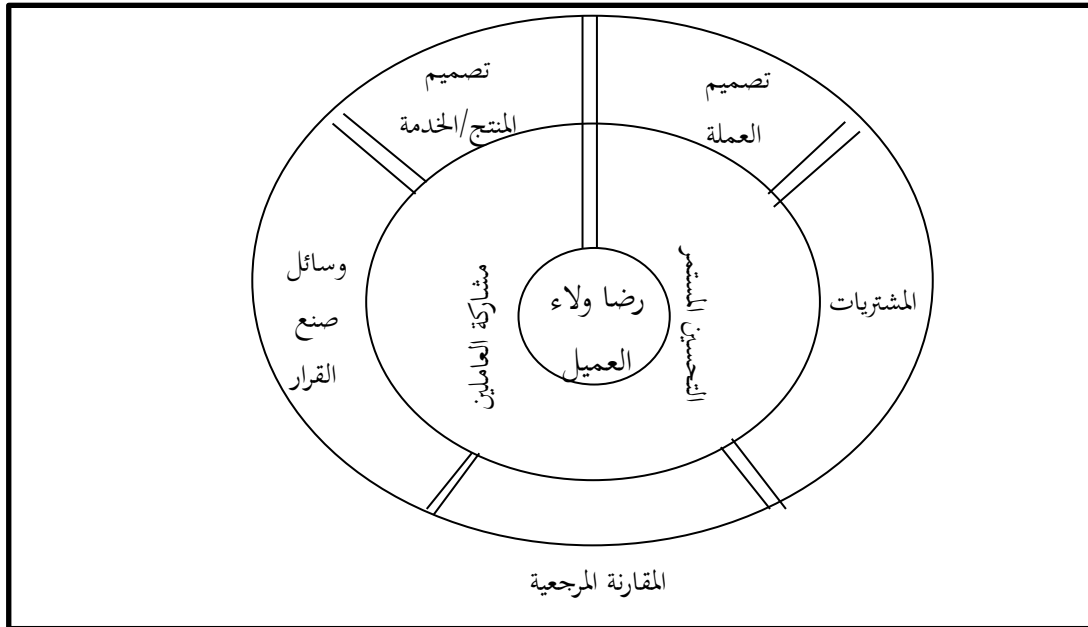 تصميم
العملة
تصميم
المنتج/الخدمة
المشتريات
التحسين المستمر
رضا ولاء
العميل
مشاركة العاملين
وسائل
صنع
القرار
المقارنة المرجعية